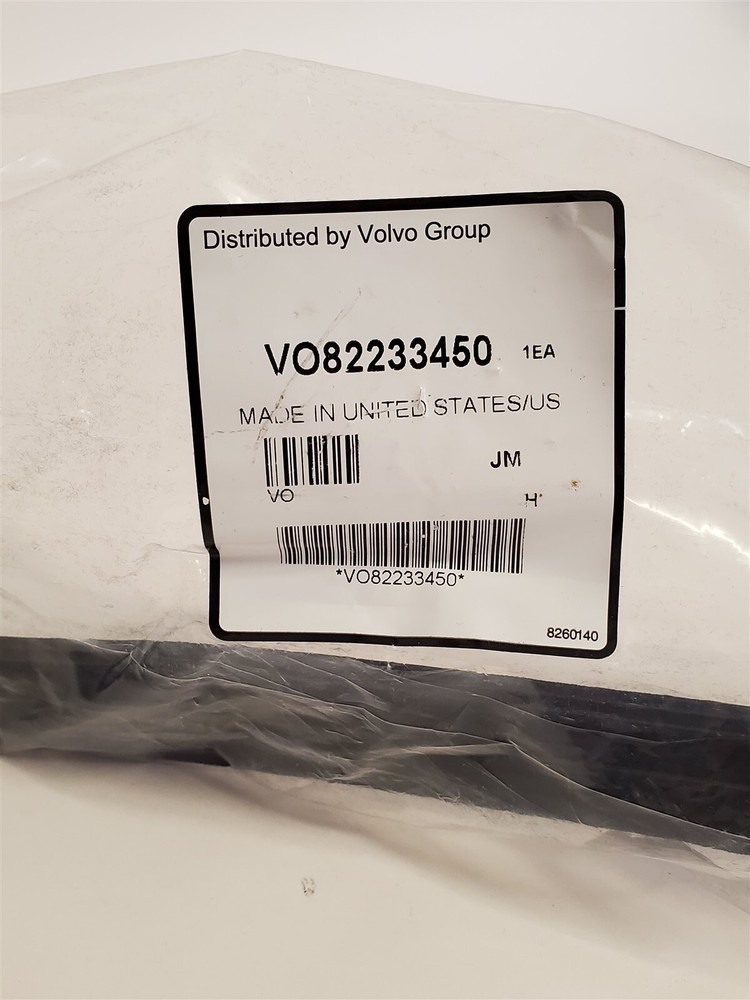 Distributed by Volvo Group
VO82233450 1EA
MADE IN UNITED STATES/US
JM
VO
H
*VO82233450*
8260140